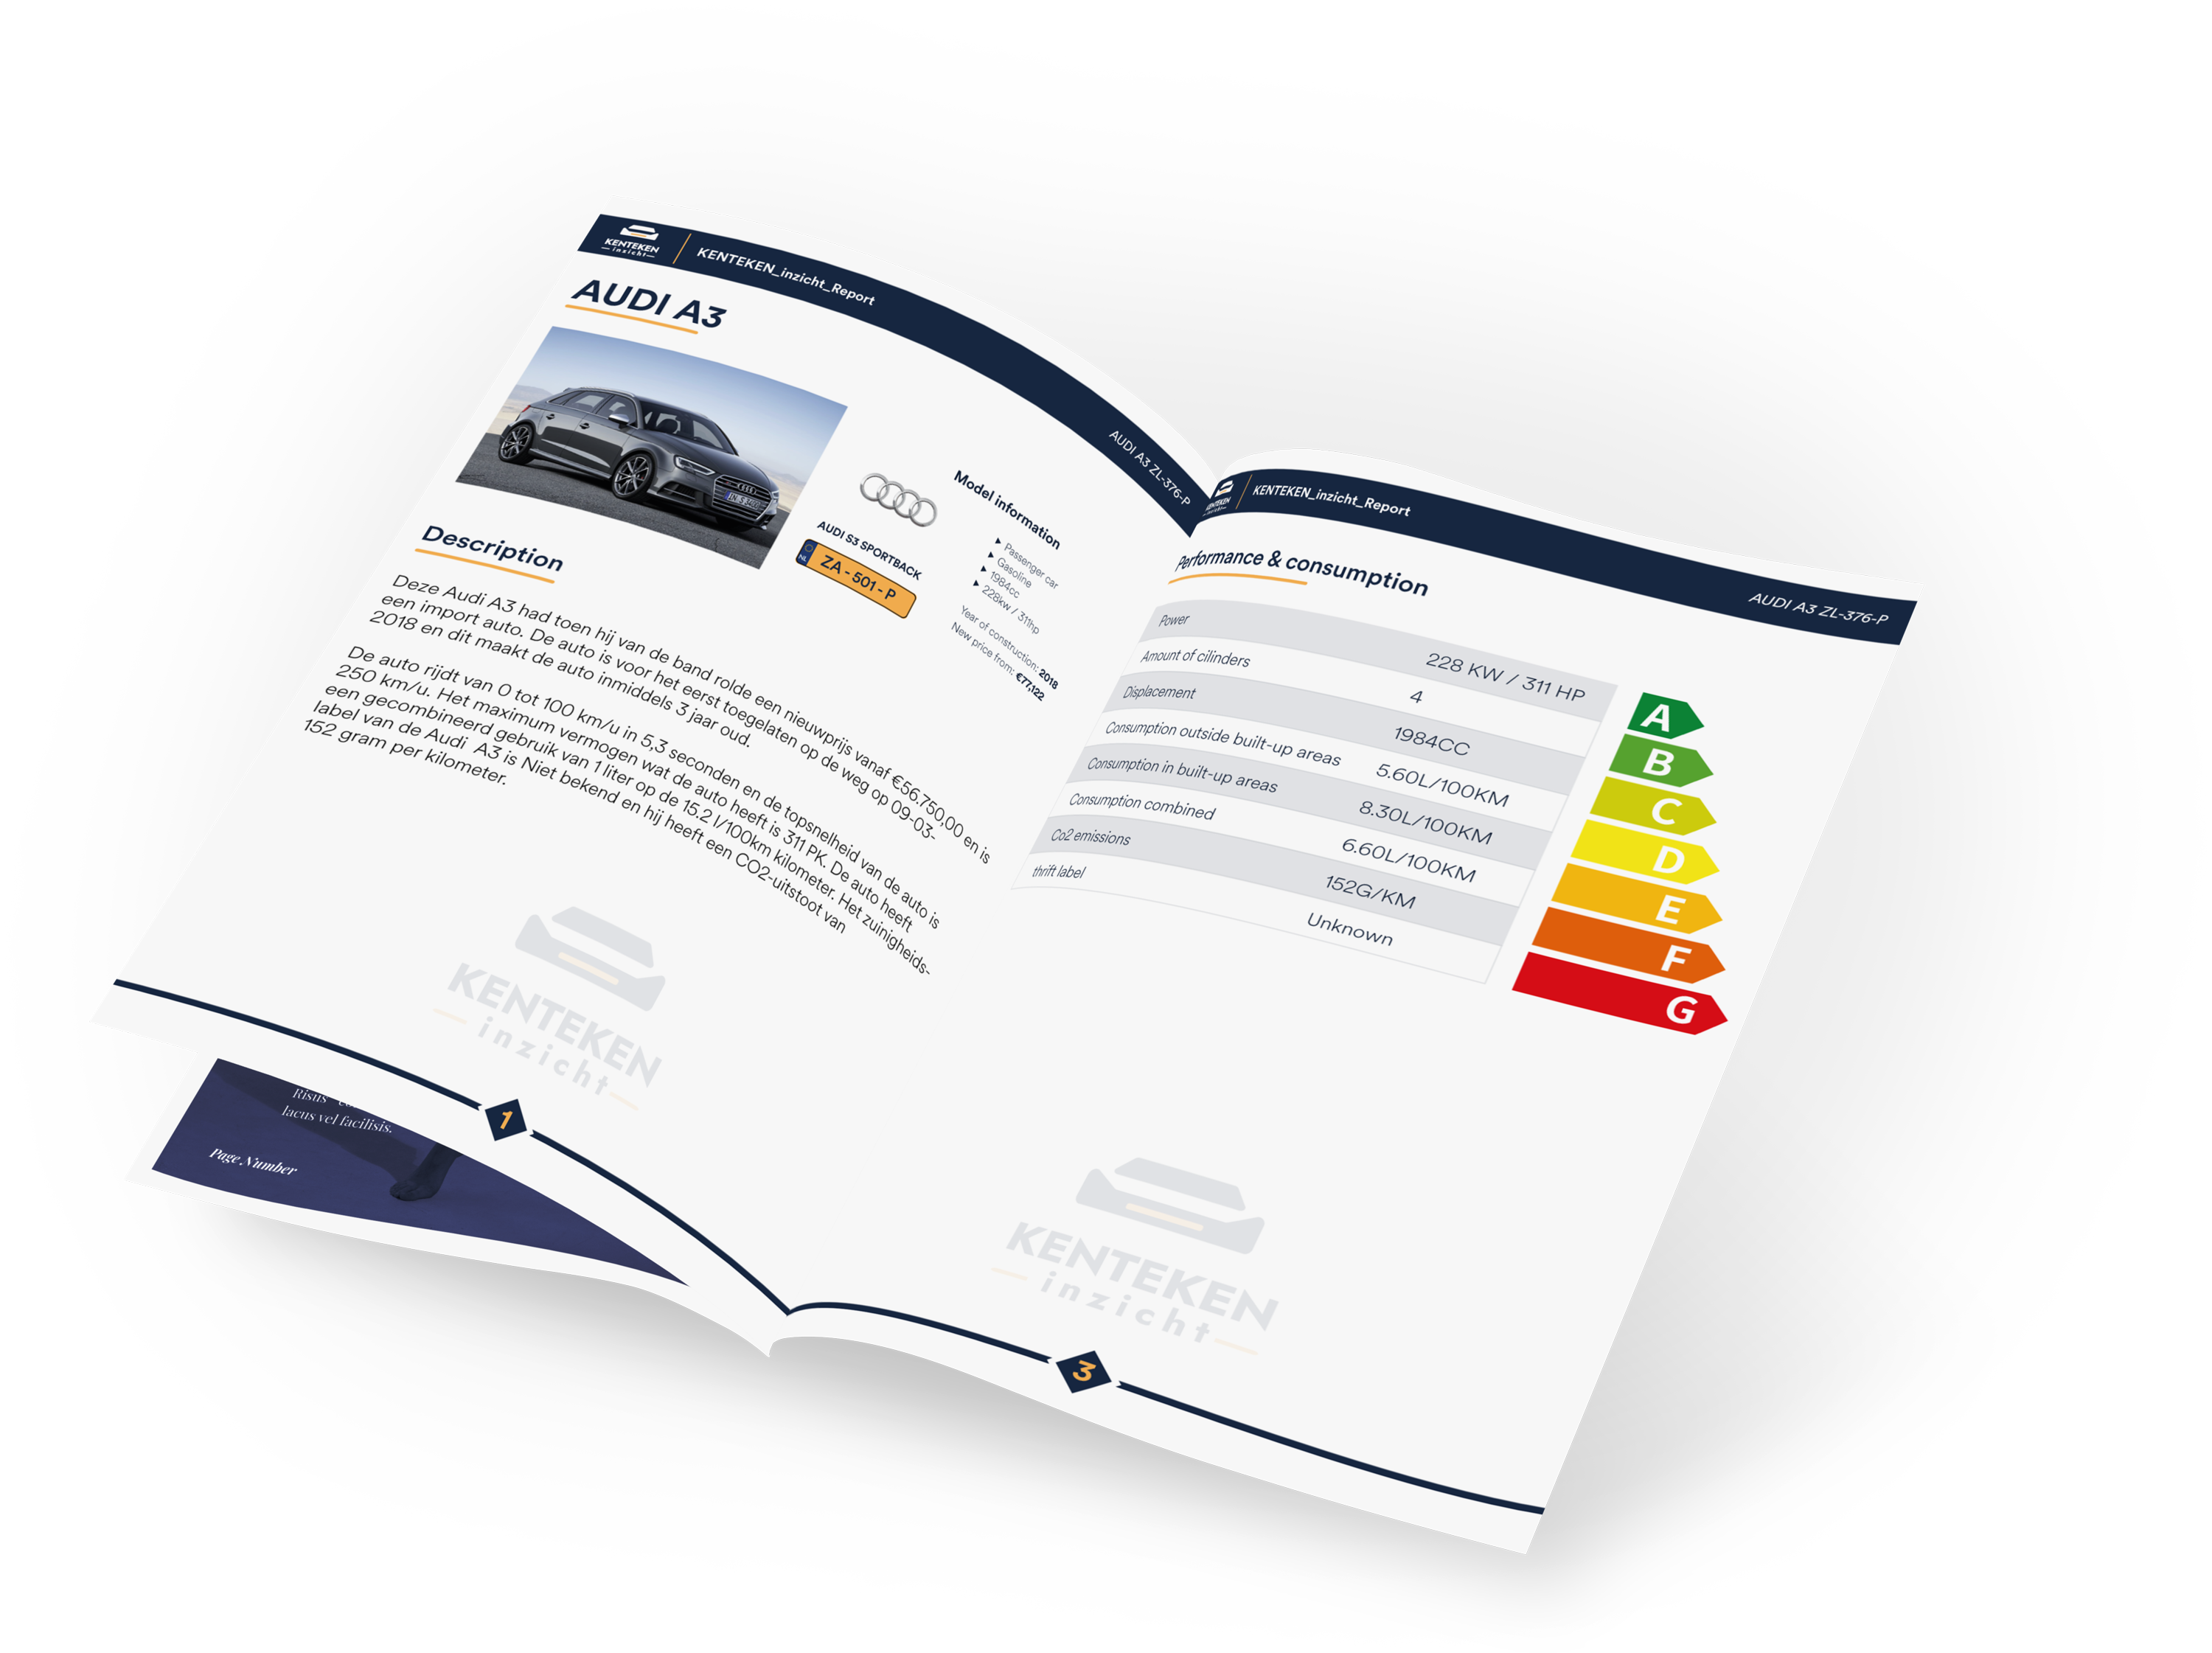 KENTEKEN
inzicht
KENTEKEN_inzicht_Report
AUDI A3 ZL-376-P
AUDI A3
AUDI S3 SPORTBACK
NL
ZA - 501 - P
Model information
Passenger car
Gasoline
1984cc
228kw / 311hp
Year of construction: 2018
New price from: €77,122
Description
Deze Audi A3 had toen hij van de band rolde een nieuwprijs vanaf €56.750,00 en is
een import auto. De auto is voor het eerst toegelaten op de weg op 09-03-
2018 en dit maakt de auto inmiddels 3 jaar oud.
De auto rijdt van 0 tot 100 km/u in 5,3 seconden en de topsnelheid van de auto is
250 km/u. Het maximum vermogen wat de auto heeft is 311 PK. De auto heeft
een gecombineerd gebruik van 1 liter op de 15.2 l/100km kilometer. Het zuinigheids-
label van de Audi A3 is Niet bekend en hij heeft een CO2-uitstoot van
152 gram per kilometer.
KENTEKEN
inzicht
1
Risus
lacus vel facilisis.
Page Number
KENTEKEN
inzicht
KENTEKEN_inzicht_Report
AUDI A3 ZL-376-P
Performance & consumption
Power 228 KW / 311 HP
Amount of cilinders 4
Displacement 1984CC
Consumption outside built-up areas 5.60L/100KM
Consumption in built-up areas 8.30L/100KM
Consumption combined 6.60L/100KM
Co2 emissions 152G/KM
thrift label Unknown
A
B
C
D
E
F
G
KENTEKEN
inzicht
3